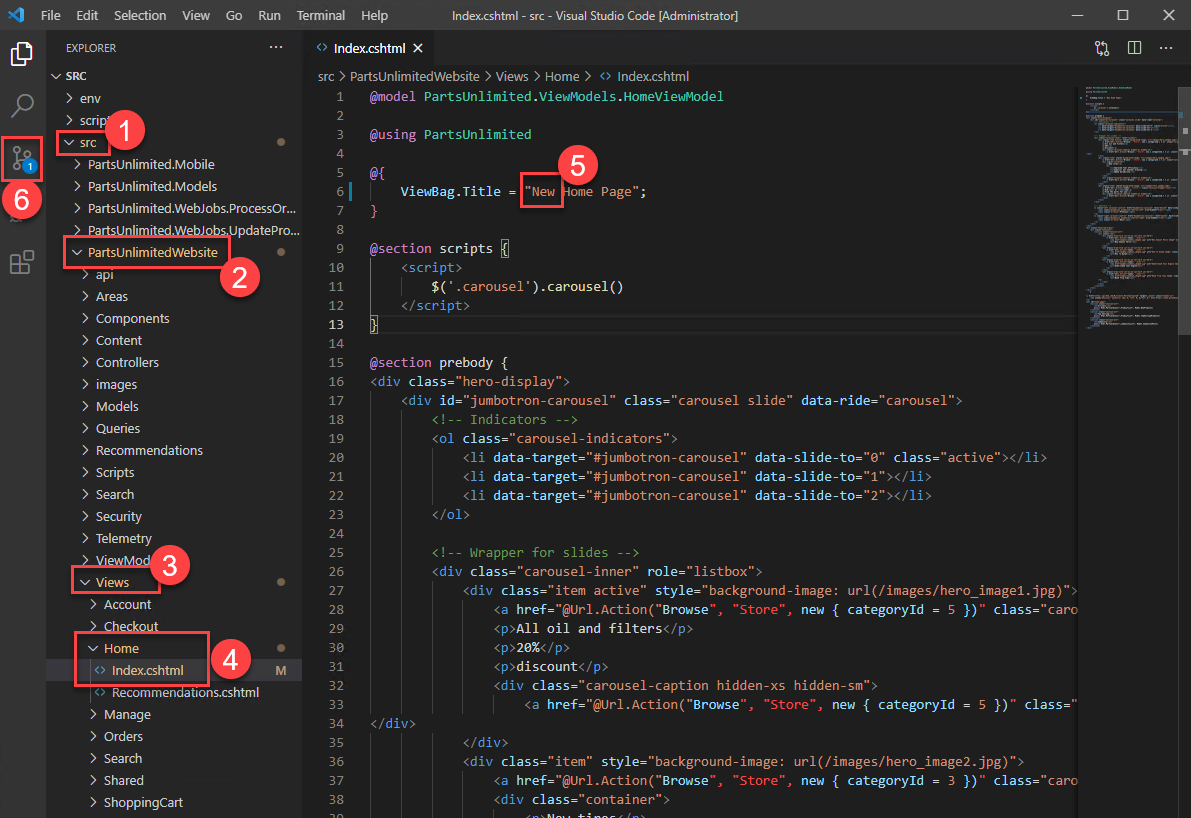 File Edit Selection View Go Run Terminal Help Index.cshtml - src - Visual Studio Code [Administrator]
EXPLORER ···
SRC
env
scrip
1
src
PartsUnlimited.Mobile
PartsUnlimited.Models
PartsUnlimited.WebJobs.ProcessOr...
PartsUnlimited.WebJobs.UpdatePro...
PartsUnlimitedWebsite
2
api
Areas
Components
Content
Controllers
images
Models
Queries
Recommendations
Scripts
Search
Security
Telemetry
ViewMod
3
Views
Account
Checkout
Home
4
Index.cshtml M
Recommendations.cshtml
Manage
Orders
Search
Shared
ShoppingCart
1
6
Index.cshtml
src > PartsUnlimitedWebsite > Views > Home > Index.cshtml
1 @model PartsUnlimited.ViewModels.HomeViewModel
2
3 @using PartsUnlimited
4
5 @{
5
6 ViewBag.Title = "New Home Page";
7 }
8
9 @section scripts {
10 <script>
11 $('.carousel').carousel()
12 </script>
13 }
14
15 @section prebody {
16 <div class="hero-display">
17 <div id="jumbotron-carousel" class="carousel slide" data-ride="carousel">
18 <!-- Indicators -->
19 <ol class="carousel-indicators">
20 <li data-target="#jumbotron-carousel" data-slide-to="0" class="active"></li>
21 <li data-target="#jumbotron-carousel" data-slide-to="1"></li>
22 <li data-target="#jumbotron-carousel" data-slide-to="2"></li>
23 </ol>
24
25 <!-- Wrapper for slides -->
26 <div class="carousel-inner" role="listbox">
27 <div class="item active" style="background-image: url(/images/hero_image1.jpg)">
28 <a href="@Url.Action("Browse", "Store", new { categoryId = 5 })" class="caro
29 <p>All oil and filters</p>
30 <p>20%</p>
31 <p>discount</p>
32 <div class="carousel-caption hidden-xs hidden-sm">
33 <a href="@Url.Action("Browse", "Store", new { categoryId = 5 })" class="
34 </div>
35 </div>
36 <div class="item" style="background-image: url(/images/hero_image2.jpg)">
37 <a href="@Url.Action("Browse", "Store", new { categoryId = 3 })" class="caro
38 <div class="container">
39 <p>New tires</p>